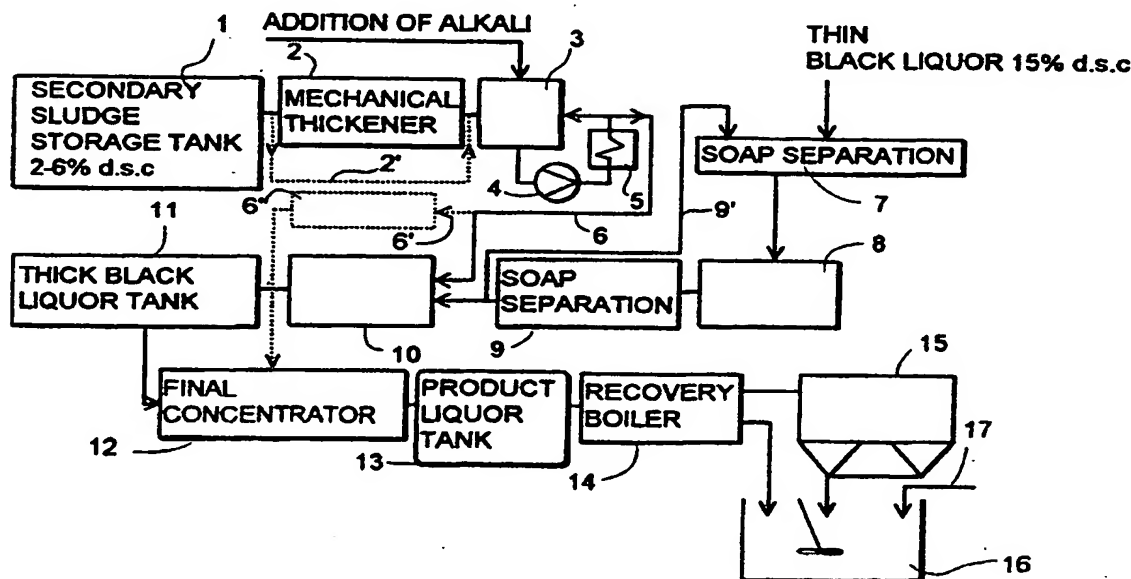 ADDITION OF ALKALI
1
2
3
THIN
BLACK LIQUOR 15% d.s.c
SECONDARY
SLUDGE
STORAGE TANK
2-6% d.s.c
MECHANICAL
THICKENER
SOAP SEPARATION
2'
4
5
6"
6'
6
9'
7
8
11
THICK BLACK
LIQUOR TANK
SOAP
SEPARATION
10
9
FINAL
CONCENTRATOR
PRODUCT
LIQUOR
TANK
RECOVERY
BOILER
15
12
13
14
17
16